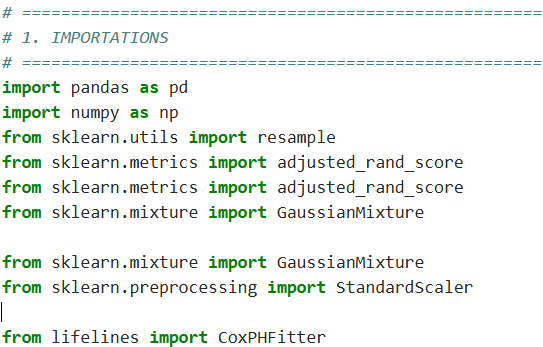 # =====================================================
# 1. IMPORTATIONS
# =====================================================
import pandas as pd
import numpy as np
from sklearn.utils import resample
from sklearn.metrics import adjusted_rand_score
from sklearn.metrics import adjusted_rand_score
from sklearn.mixture import GaussianMixture
from sklearn.mixture import GaussianMixture
from sklearn.preprocessing import StandardScaler
from lifelines import CoxPHFitter